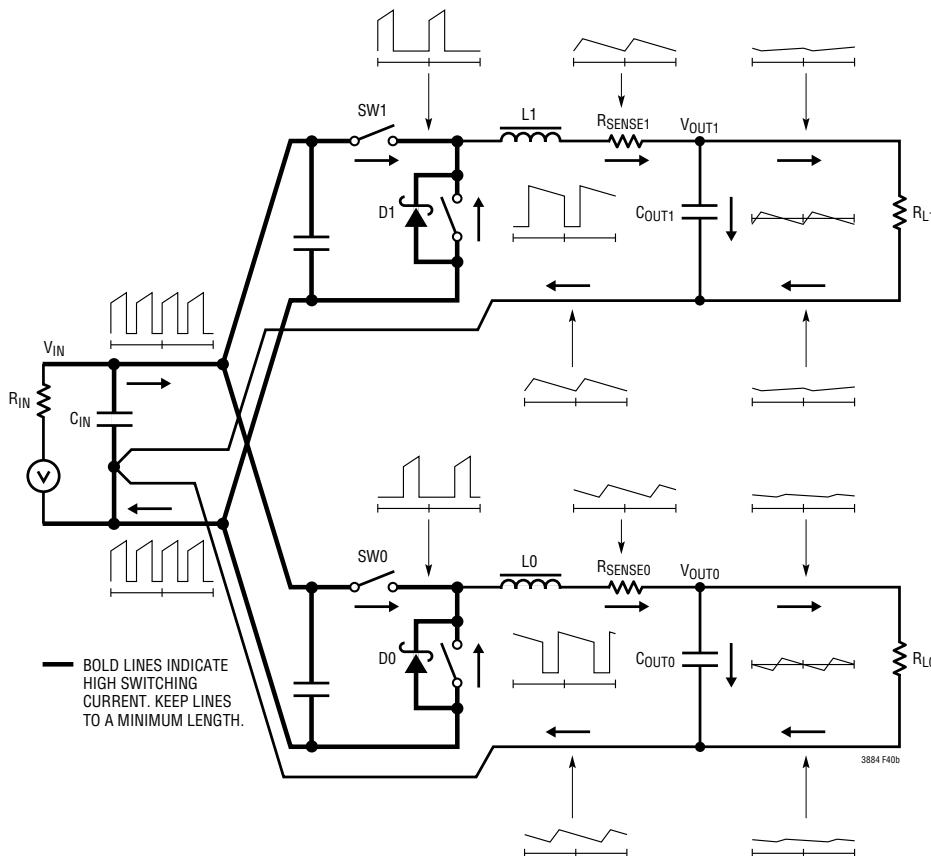 SW1
L1
RSENSE1
VOUT1
D1
COUT1
RL1
VIN
RIN
CIN
V
SW0
L0
RSENSE0
VOUT0
D0
COUT0
RL0
BOLD LINES INDICATE
HIGH SWITCHING
CURRENT. KEEP LINES
TO A MINIMUM LENGTH.
3884 F40b